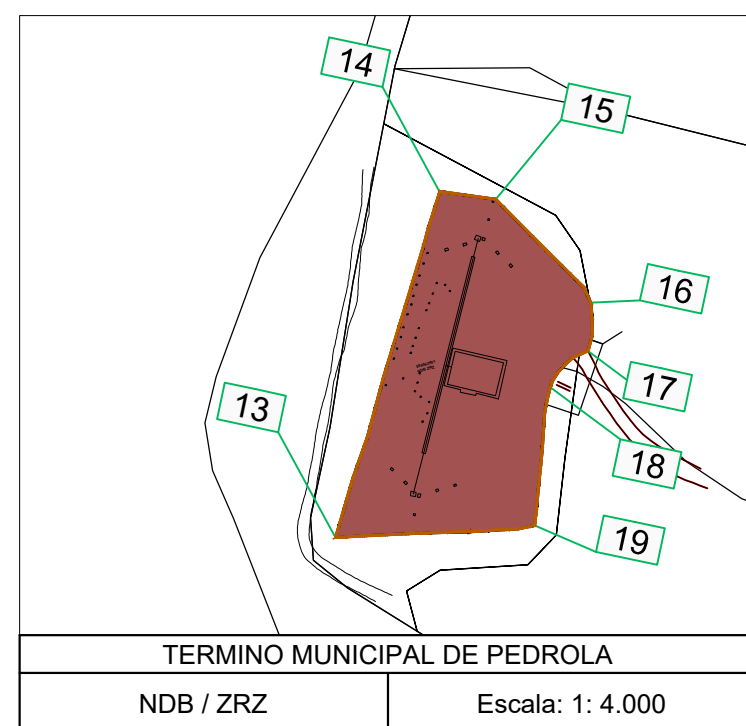 14
15
16
17
13
18
19
TERMINO MUNICIPAL DE PEDROLA
NDB / ZRZ
Escala: 1: 4.000